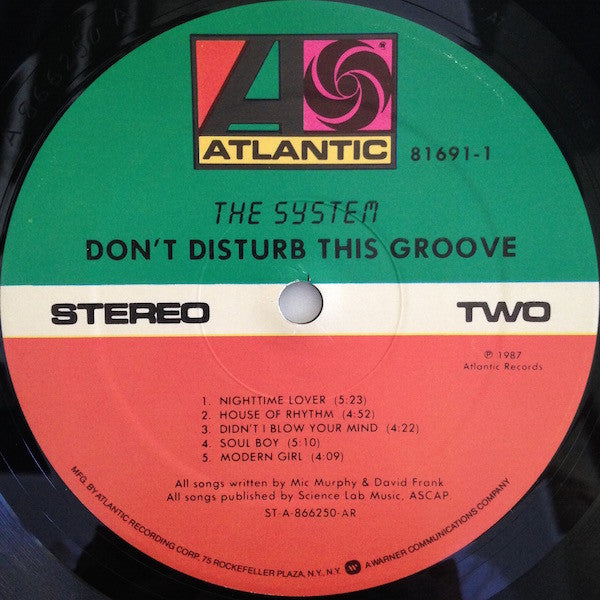 A
ATLANTIC
81691-1
THE SYSTEM
DON'T DISTURB THIS GROOVE
STEREO
TWO
℗ 1987
Atlantic Records
1. NIGHTTIME LOVER (5:23)
2. HOUSE OF RHYTHM (4:52)
3. DIDN'T I BLOW YOUR MIND (4:22)
4. SOUL BOY (5:10)
5. MODERN GIRL (4:09)
All songs written by Mic Murphy & David Frank
All songs published by Science Lab Music, ASCAP.
ST-A-866250-AR
MFG. BY ATLANTIC RECORDING CORP., 75 ROCKEFELLER PLAZA, N.Y., N.Y. W A WARNER COMMUNICATIONS COMPANY